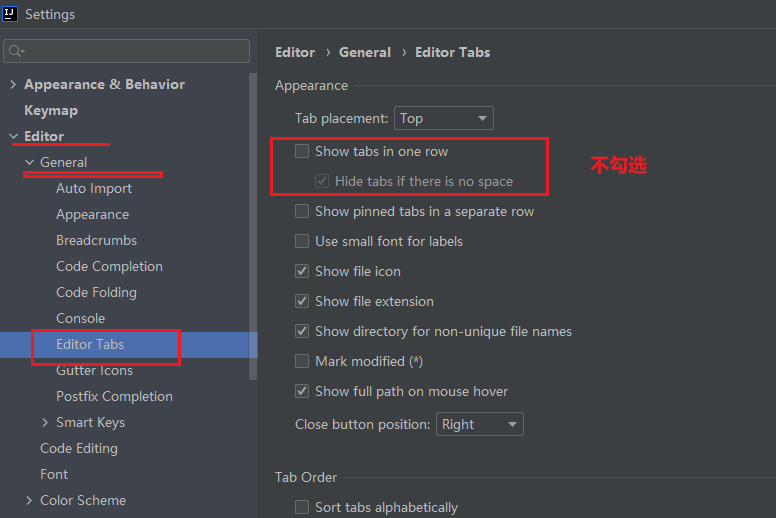 Settings
Appearance & Behavior
Keymap
Editor
General
Auto Import
Appearance
Breadcrumbs
Code Completion
Code Folding
Console
Editor Tabs
Gutter Icons
Postfix Completion
Smart Keys
Code Editing
Font
Color Scheme
Editor › General › Editor Tabs
Appearance
Tab placement: Top
Show tabs in one row
Hide tabs if there is no space
不勾选
Show pinned tabs in a separate row
Use small font for labels
Show file icon
Show file extension
Show directory for non-unique file names
Mark modified (*)
Show full path on mouse hover
Close button position: Right
Tab Order
Sort tabs alphabetically